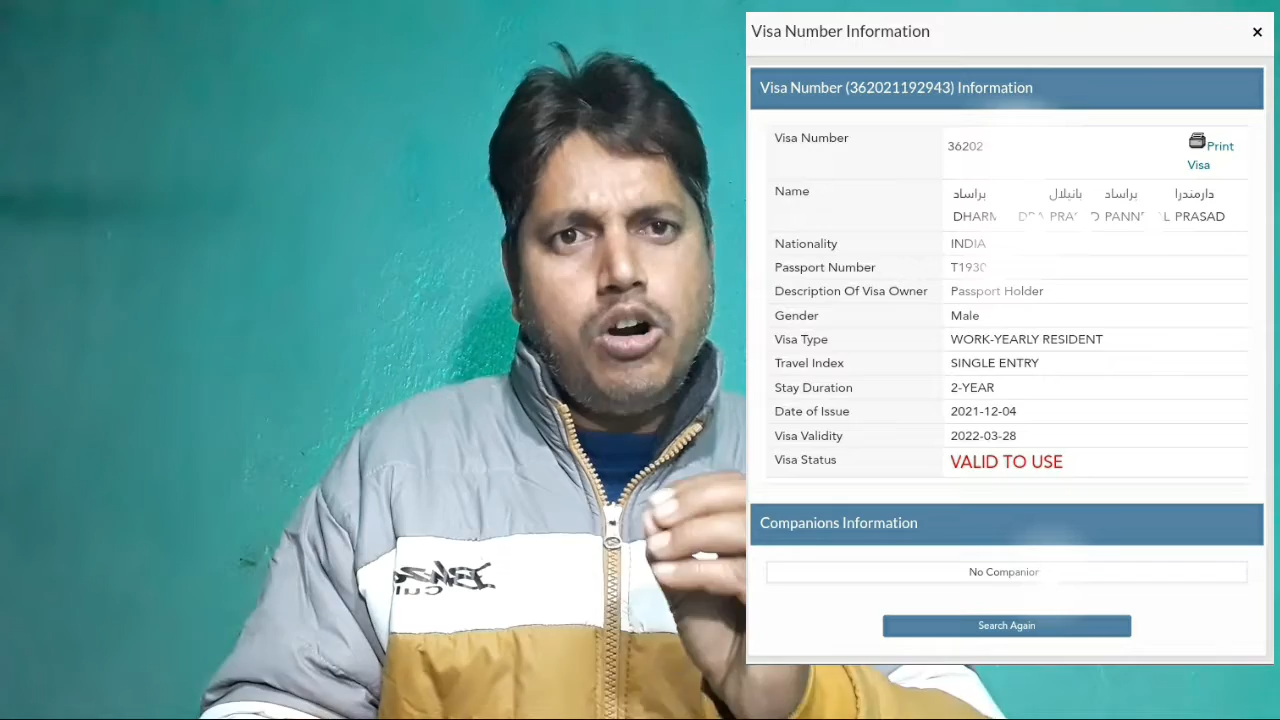 Visa Number Information ×
Visa Number (362021192943) Information
Visa Number 36202 Print
Visa
Name براساد بانيلال براساد دارمندرا
DHARM PRASAD
Nationality INDIA
Passport Number T1930
Description Of Visa Owner Passport Holder
Gender Male
Visa Type WORK-YEARLY RESIDENT
Travel Index SINGLE ENTRY
Stay Duration 2-YEAR
Date of Issue 2021-12-04
Visa Validity 2022-03-28
Visa Status VALID TO USE
Companions Information
No Companior
Search Again